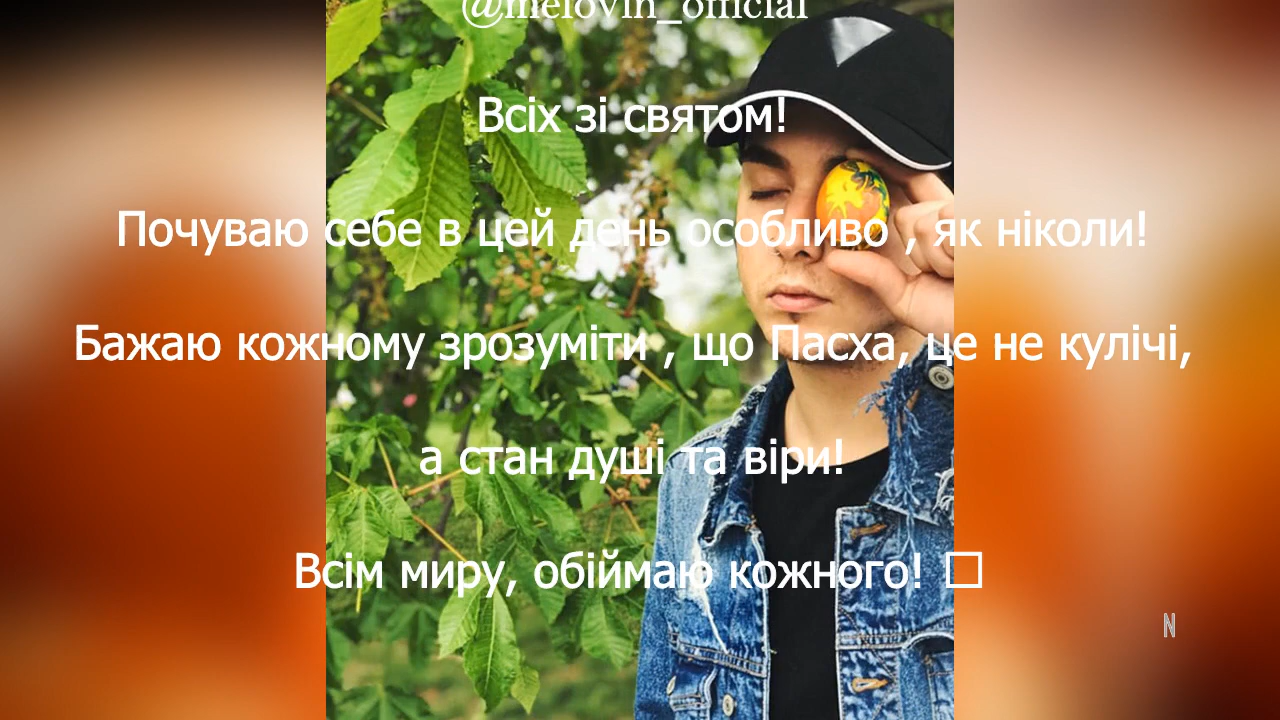 @melovin_official
Всіх зі святом!
Почуваю себе в цей день особливо , як ніколи!
Бажаю кожному зрозуміти , що Пасха, це не кулічі,
а стан душі та віри!
Всім миру, обіймаю кожного! □
N